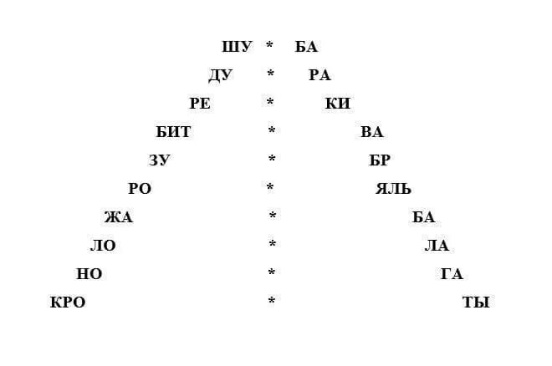 ШУ * БА
ДУ * РА
РЕ * КИ
БИТ * ВА
ЗУ * БР
РО * ЯЛЬ
ЖА * БА
ЛО * ЛА
НО * ГА
КРО * ТЫ